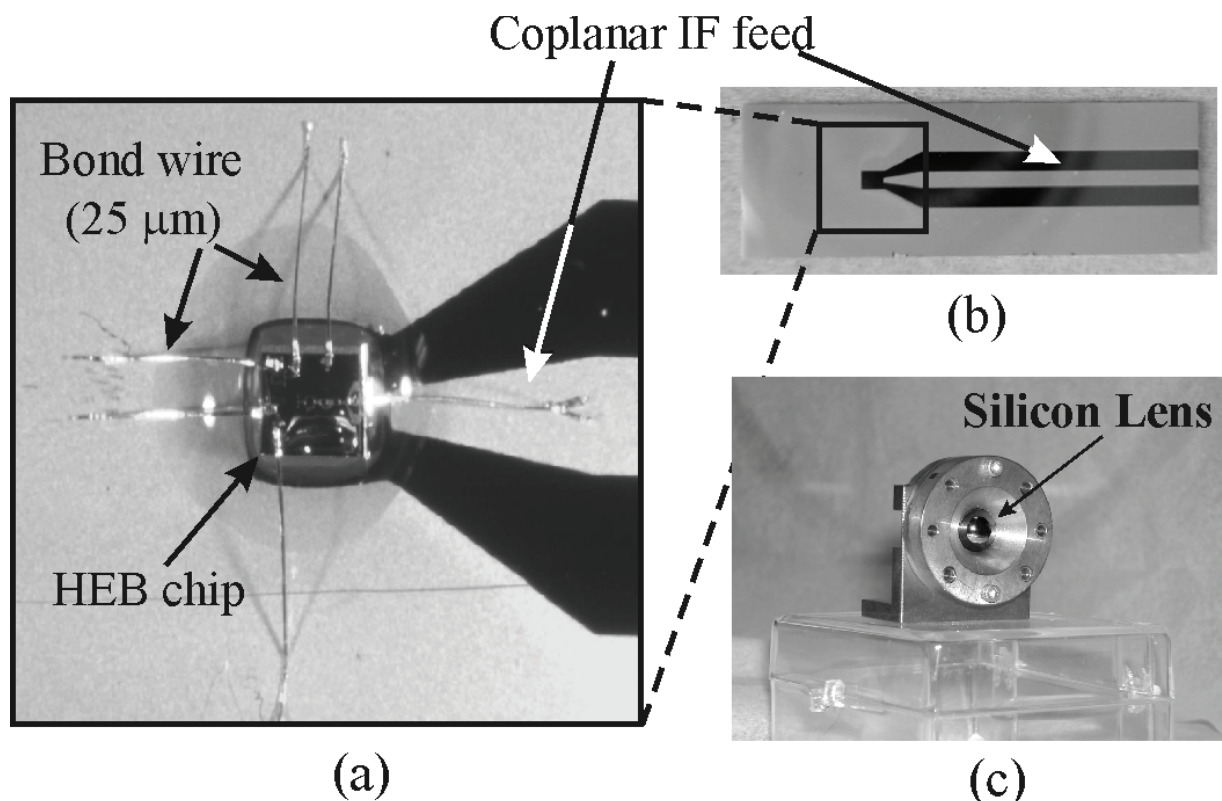 Coplanar IF feed
Bond wire
(25 μm)
HEB chip
(a)
(b)
Silicon Lens
(c)